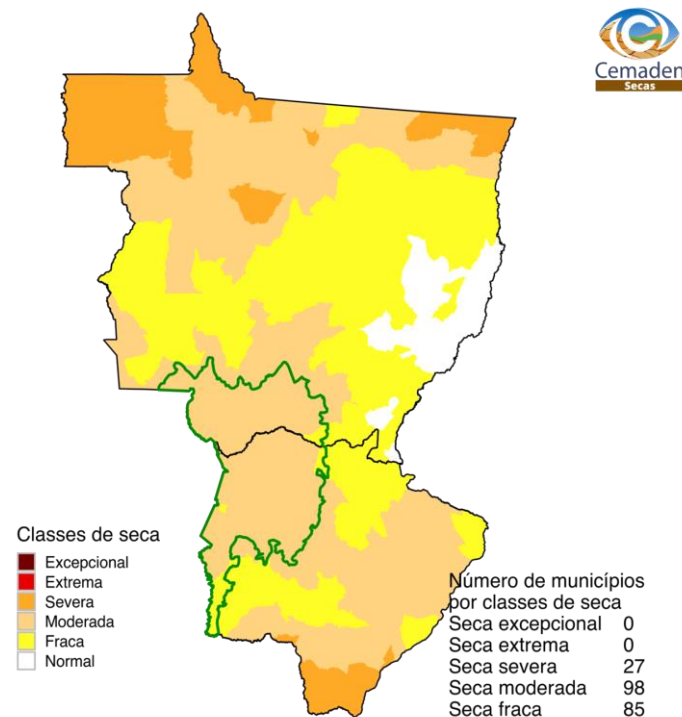 Cemaden
Secas
Classes de seca
Excepcional
Extrema
Severa
Moderada
Fraca
Normal
Número de municípios
por classes de seca
Seca excepcional 0
Seca extrema 0
Seca severa 27
Seca moderada 98
Seca fraca 85